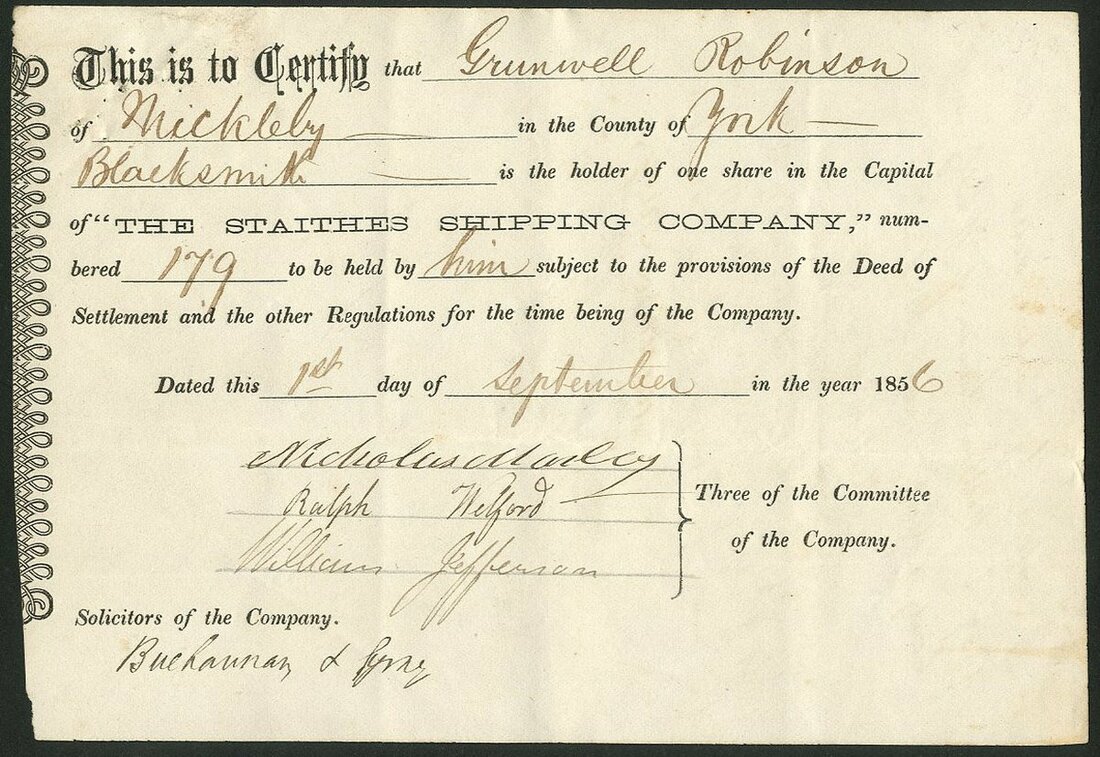 This is to Certify that Grunwell Robinson
of Mickleby in the County of York
Blacksmith is the holder of one share in the Capital
of "THE STAITHES SHIPPING COMPANY," num-
bered 179 to be held by him subject to the provisions of the Deed of
Settlement and the other Regulations for the time being of the Company.
Dated this 1st day of September in the year 1856
Nicholas
Ralph Welford
William Jefferson
Three of the Committee
of the Company.
Solicitors of the Company.
Buchannan &